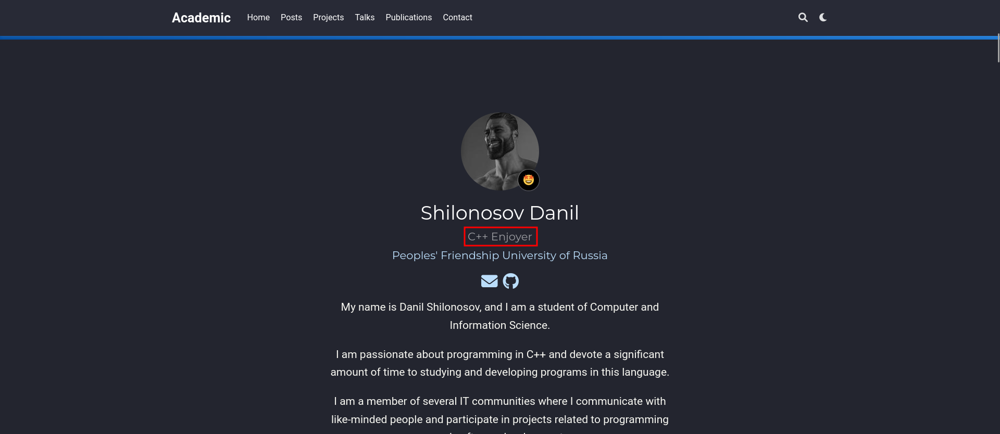 Academic Home Posts Projects Talks Publications Contact
Shilonosov Danil
C++ Enjoyer
Peoples' Friendship University of Russia
My name is Danil Shilonosov, and I am a student of Computer and
Information Science.
I am passionate about programming in C++ and devote a significant
amount of time to studying and developing programs in this language.
I am a member of several IT communities where I communicate with
like-minded people and participate in projects related to programming